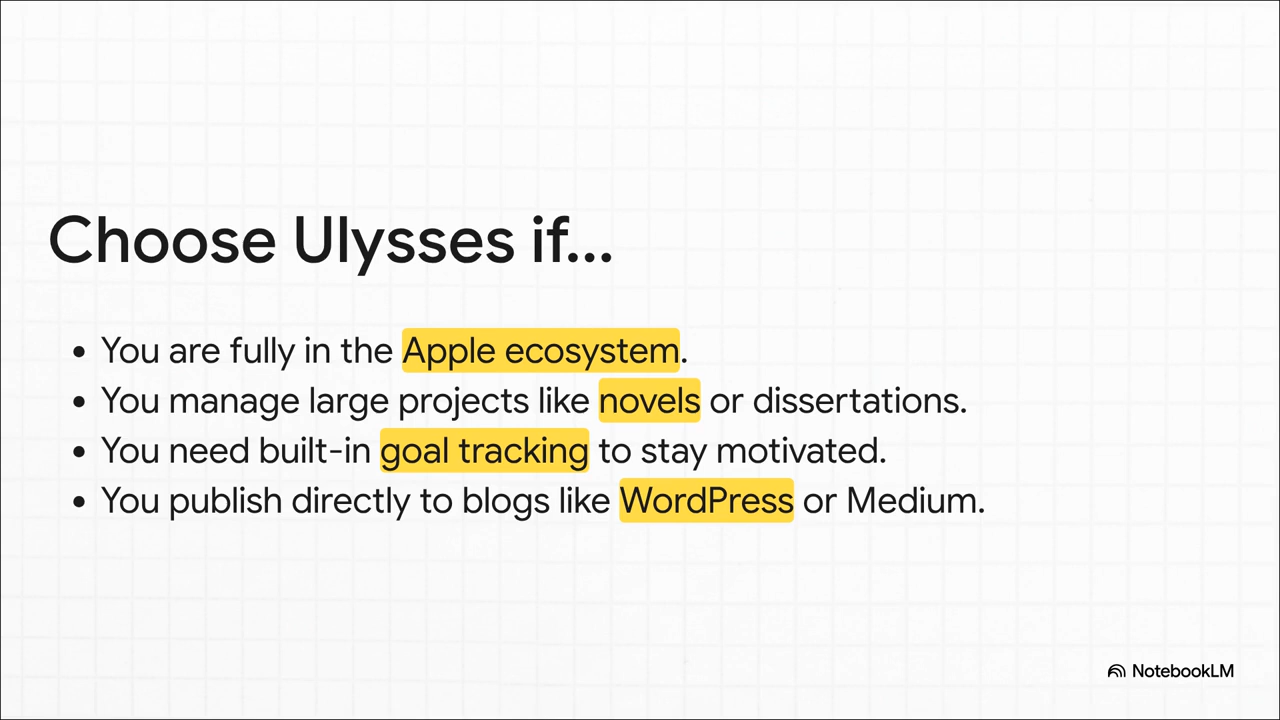 Choose Ulysses if...
• You are fully in the Apple ecosystem.
• You manage large projects like novels or dissertations.
• You need built-in goal tracking to stay motivated.
• You publish directly to blogs like WordPress or Medium.
NotebookLM